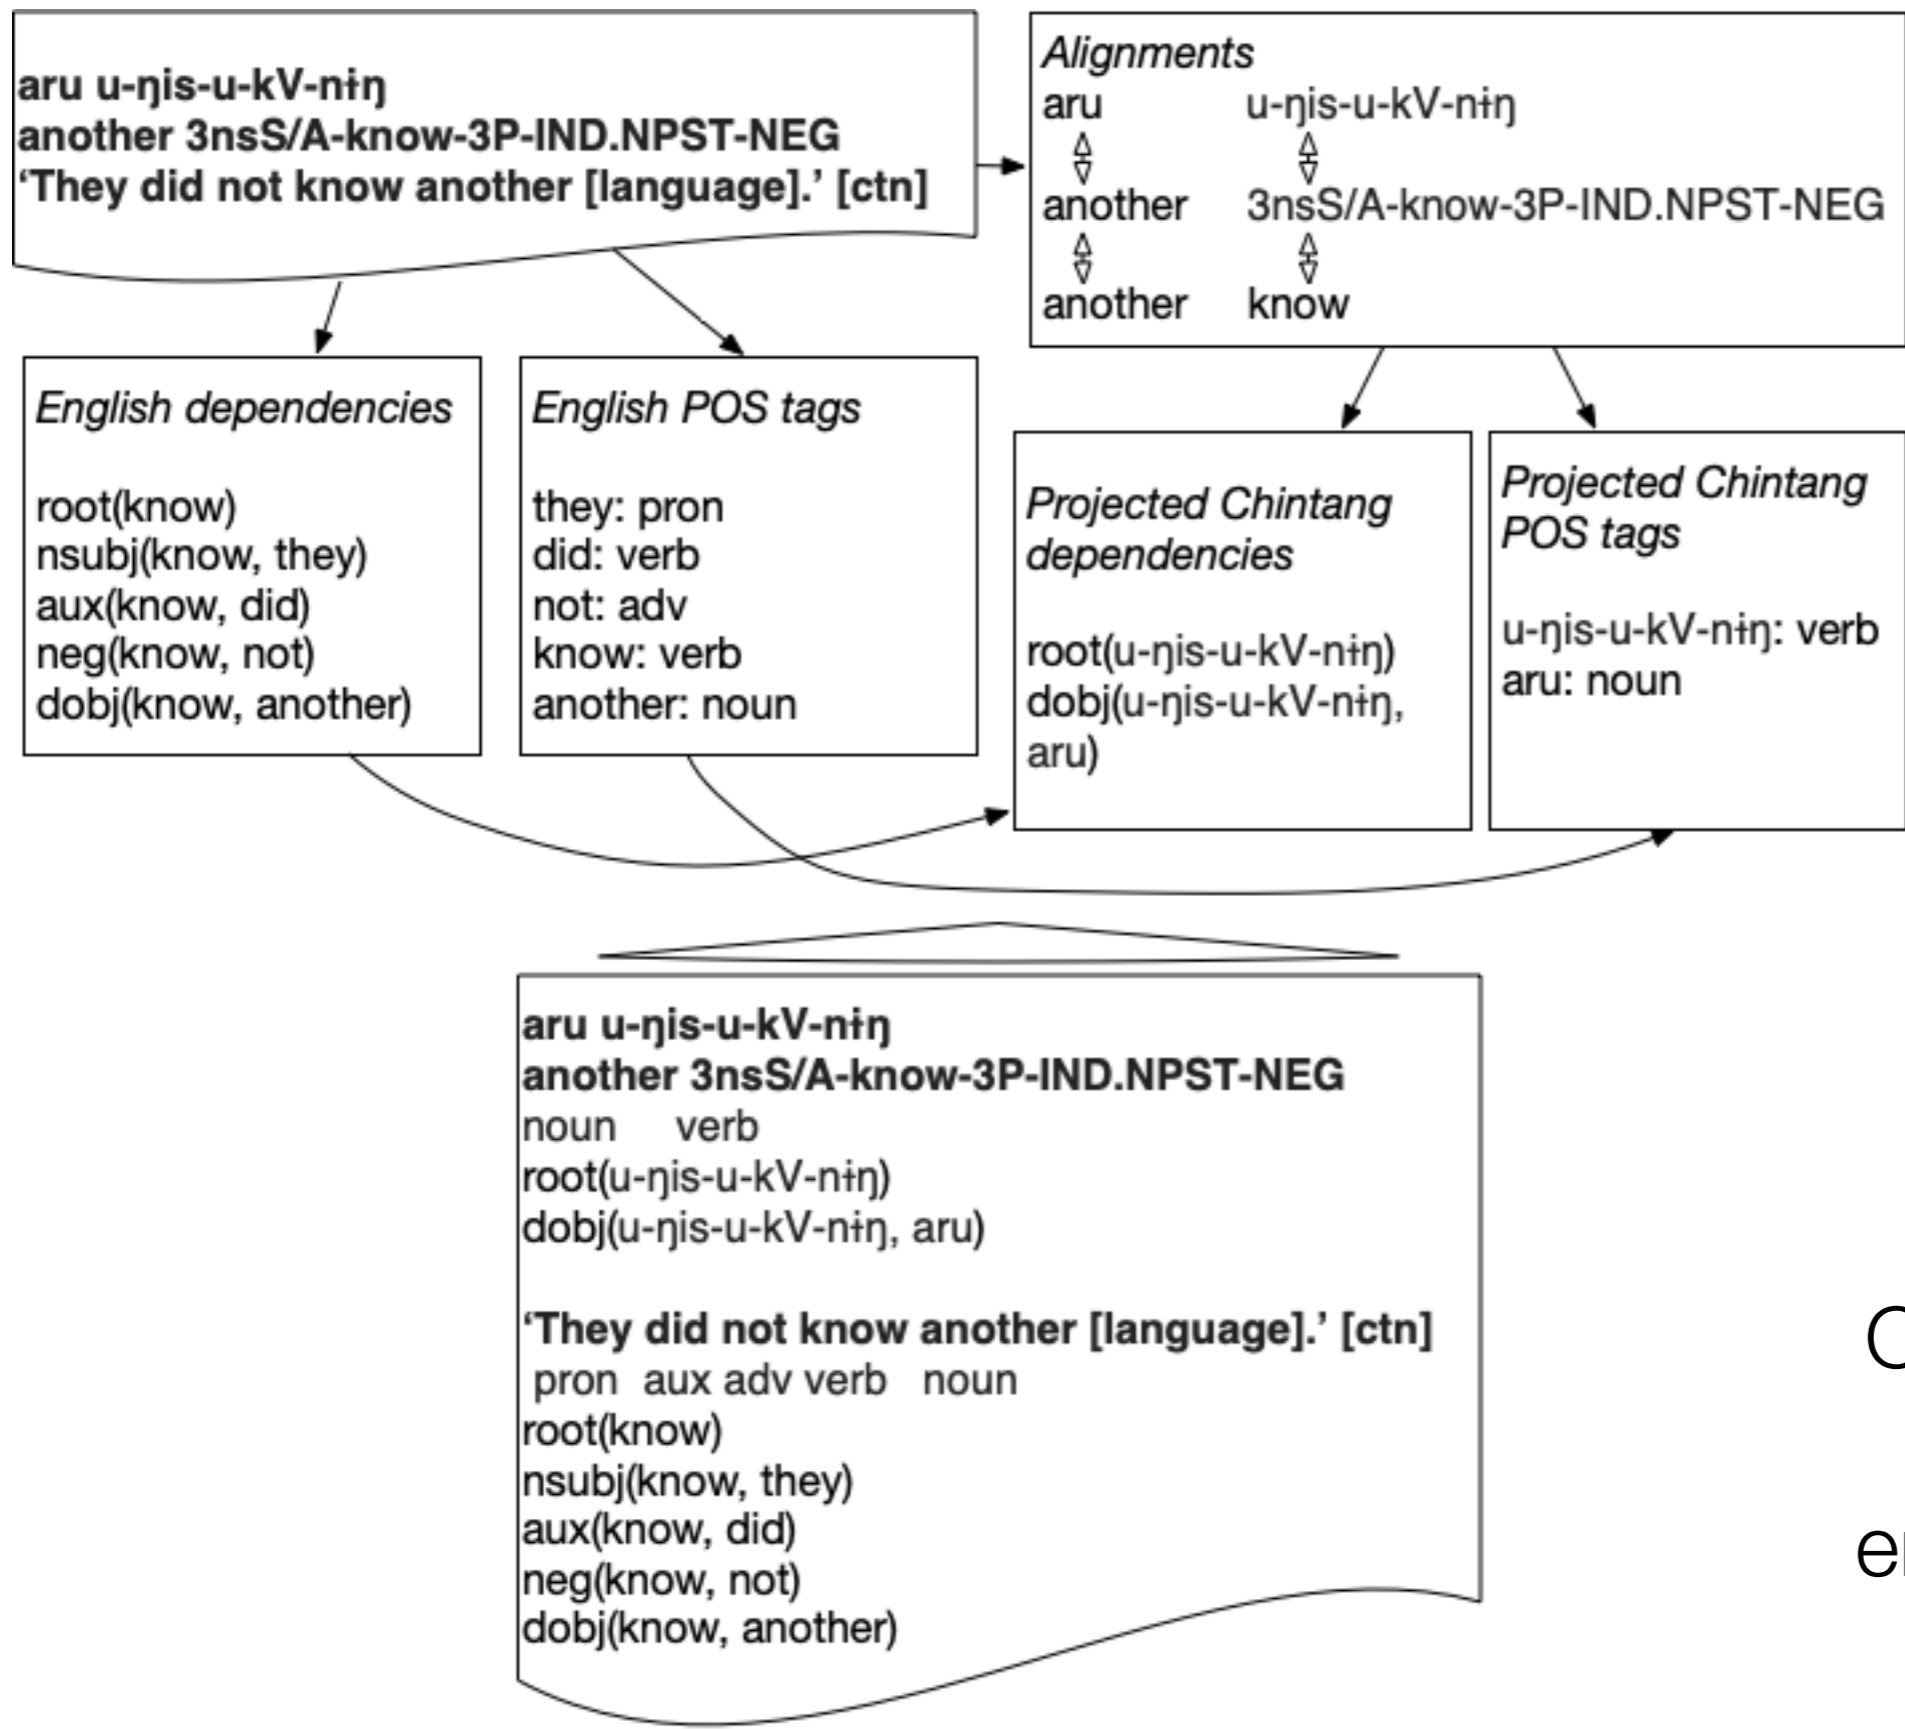 aru u-ŋis-u-kV-nɨŋ
another 3nsS/A-know-3P-IND.NPST-NEG
‘They did not know another [language].’ [ctn]
Alignments
aru u-ŋis-u-kV-nɨŋ
another 3nsS/A-know-3P-IND.NPST-NEG
another know
English dependencies
root(know)
nsubj(know, they)
aux(know, did)
neg(know, not)
dobj(know, another)
English POS tags
they: pron
did: verb
not: adv
know: verb
another: noun
Projected Chintang
dependencies
root(u-ŋis-u-kV-nɨŋ)
dobj(u-ŋis-u-kV-nɨŋ,
aru)
Projected Chintang
POS tags
u-ŋis-u-kV-nɨŋ: verb
aru: noun
aru u-ŋis-u-kV-nɨŋ
another 3nsS/A-know-3P-IND.NPST-NEG
noun verb
root(u-ŋis-u-kV-nɨŋ)
dobj(u-ŋis-u-kV-nɨŋ, aru)
‘They did not know another [language].’ [ctn]
pron aux adv verb noun
root(know)
nsubj(know, they)
aux(know, did)
neg(know, not)
dobj(know, another)